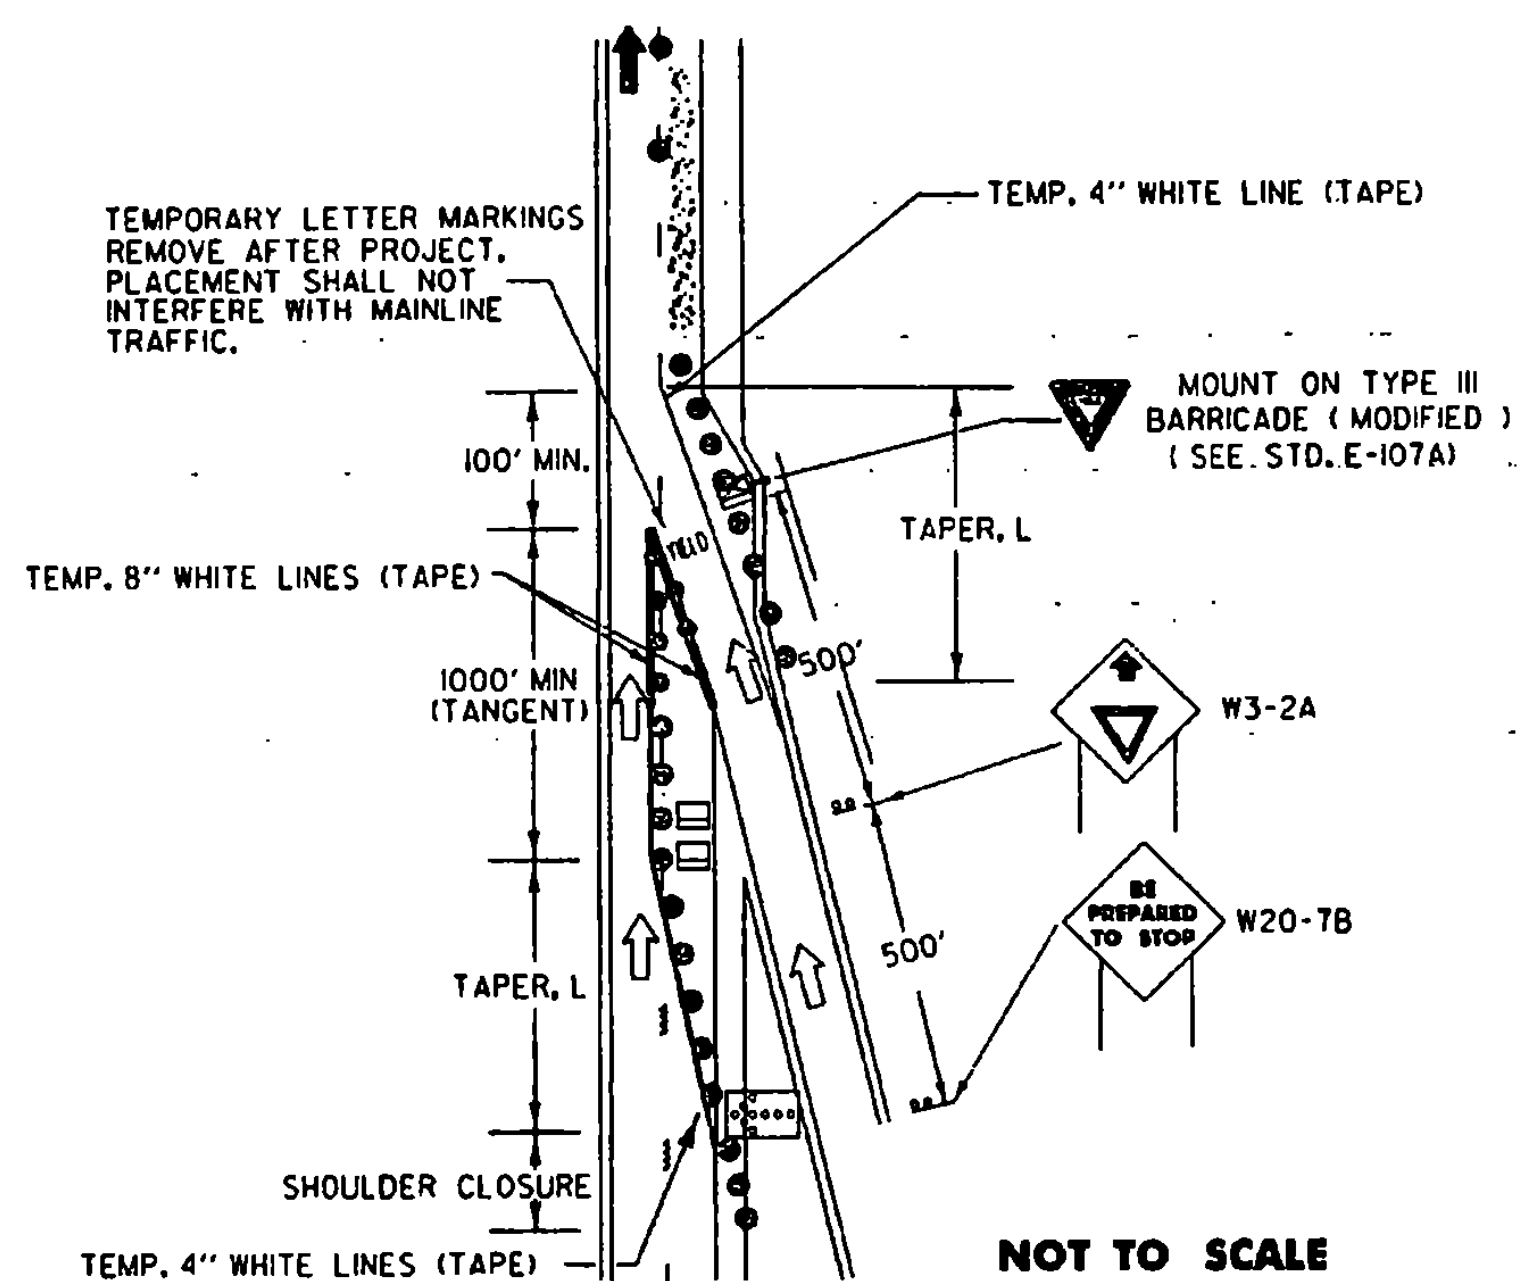 TEMP. 4" WHITE LINE (TAPE)
TEMPORARY LETTER MARKINGS
REMOVE AFTER PROJECT.
PLACEMENT SHALL NOT
INTERFERE WITH MAINLINE
TRAFFIC.
MOUNT ON TYPE III
BARRICADE (MODIFIED)
(SEE STD. E-107A)
100' MIN.
TAPER, L
YIELD
TEMP. 8" WHITE LINES (TAPE)
500'
1000' MIN
(TANGENT)
W3-2A
BE
PREPARED
TO STOP
W20-7B
500'
TAPER, L
SHOULDER CLOSURE
TEMP. 4" WHITE LINES (TAPE)
NOT TO SCALE